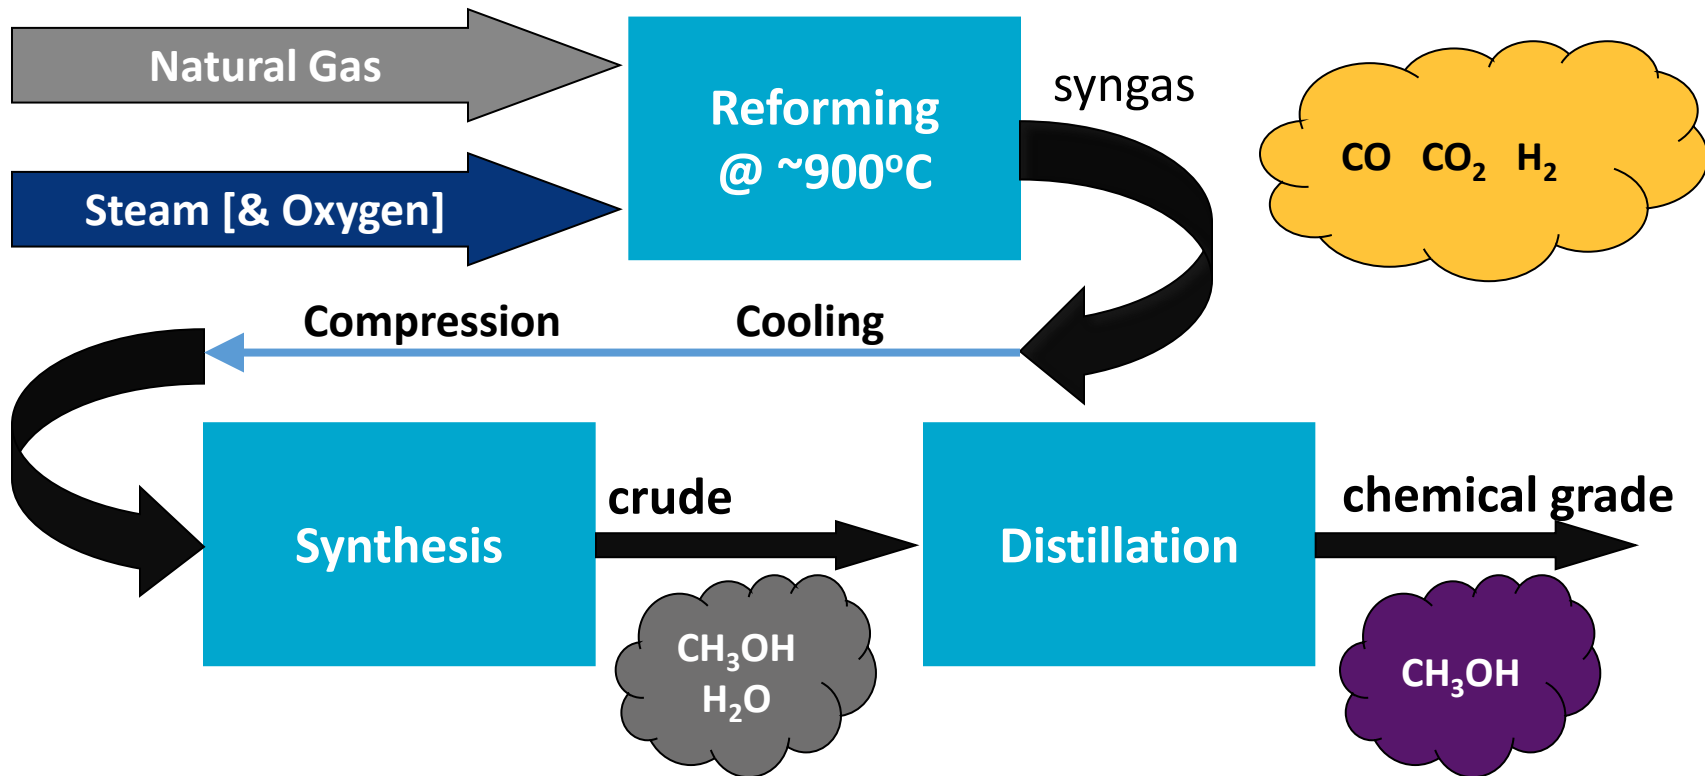 Natural Gas
Steam [& Oxygen]
Reforming
@ ~900°C
syngas
CO CO₂ H₂
Compression
Cooling
Synthesis
crude
CH₃OH
H₂O
Distillation
chemical grade
CH₃OH